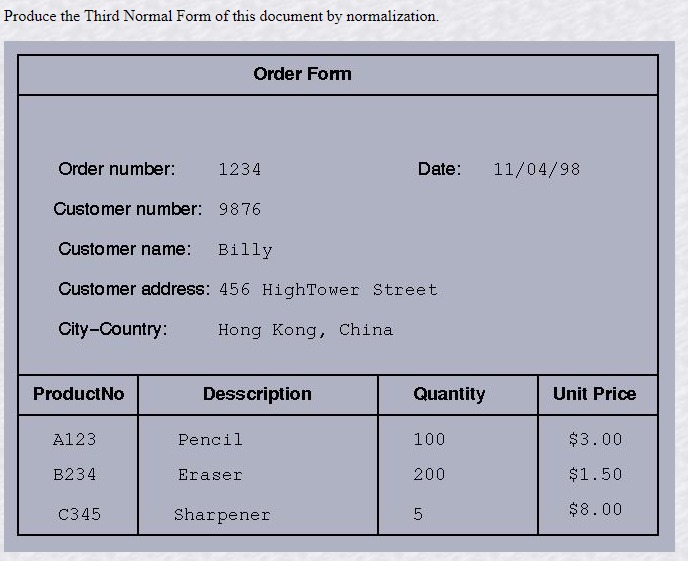 Produce the Third Normal Form of this document by normalization.
Order Form
Order number: 1234 Date: 11/04/98
Customer number: 9876
Customer name: Billy
Customer address: 456 HighTower Street
City-Country: Hong Kong, China
ProductNo Desscription Quantity Unit Price
A123 Pencil 100 $3.00
B234 Eraser 200 $1.50
C345 Sharpener 5 $8.00